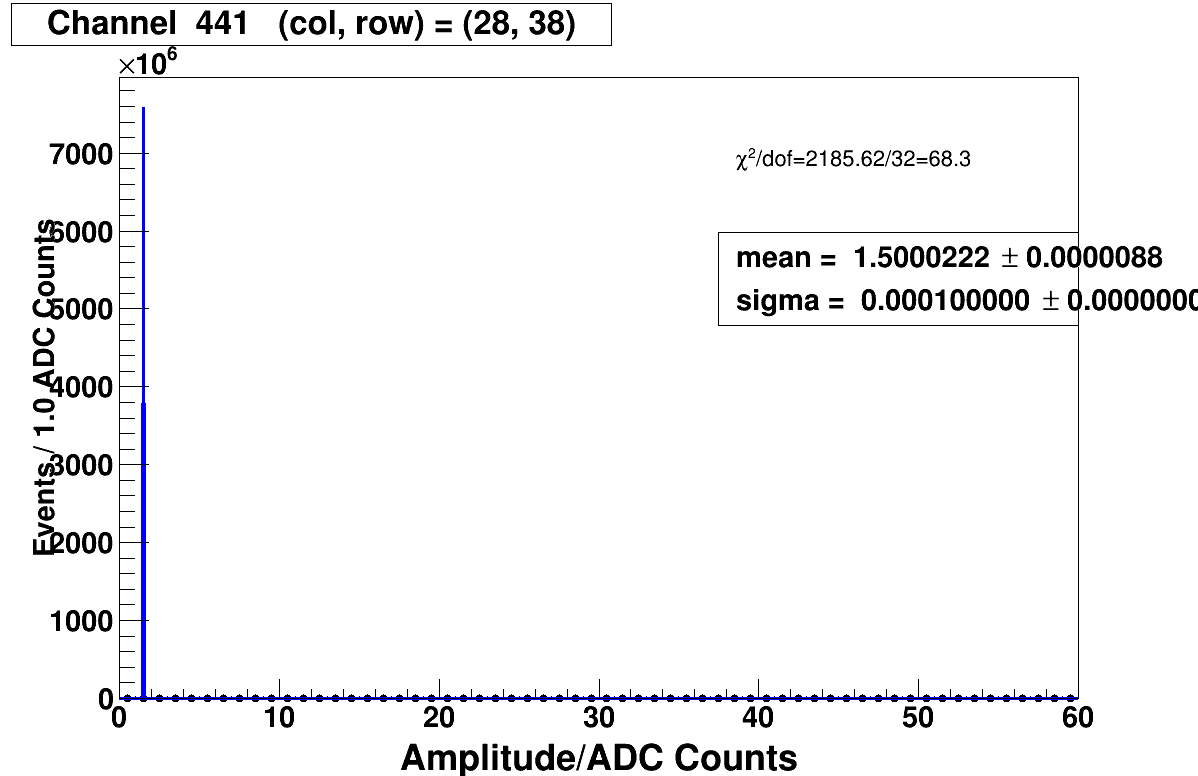 Channel 441 (col, row) = (28, 38)
×10⁶
χ²/dof=2185.62/32=68.3
mean = 1.5000222 ± 0.0000088
sigma = 0.000100000 ± 0.0000000
Events / 1.0 ADC Counts
7000
6000
5000
4000
3000
2000
1000
0
0 10 20 30 40 50 60
Amplitude/ADC Counts